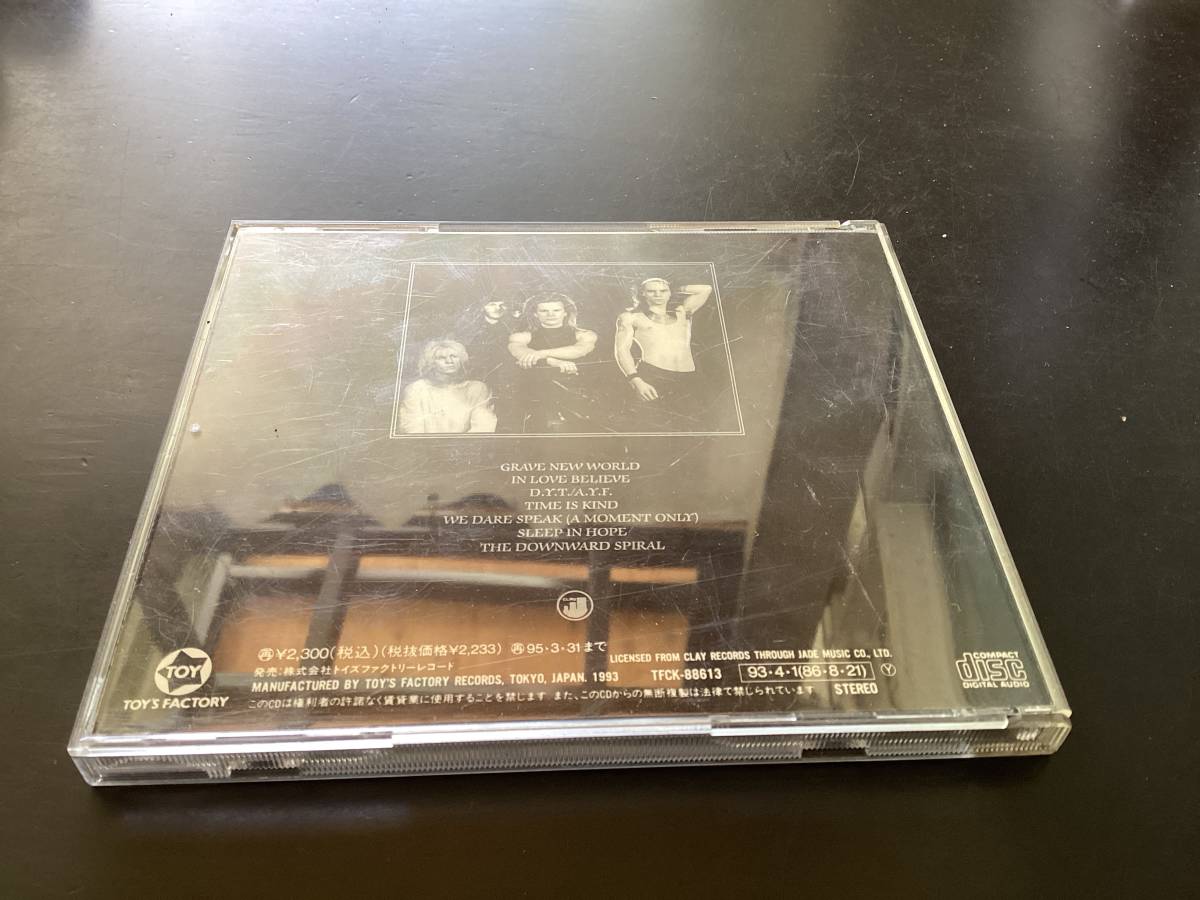 GRAVE NEW WORLD
IN LOVE BELIEVE
D.Y.T./A.Y.F.
TIME IS KIND
WE DARE SPEAK (A MOMENT ONLY)
SLEEP IN HOPE
THE DOWNWARD SPIRAL
CLAY
TOY
TOY'S FACTORY
再¥2,300(税込)(税抜価格¥2,233) 再95・3・31まで
発売:株式会社トイズファクトリーレコード
MANUFACTURED BY TOY'S FACTORY RECORDS, TOKYO, JAPAN. 1993
このCDは権利者の許諾なく賃貸業に使用することを禁じます また、このCDからの無断複製は法律で禁じられています
LICENSED FROM CLAY RECORDS THROUGH JADE MUSIC CO., LTD.
TFCK-88613 93・4・1(86・8・21) Y
STEREO
COMPACT
disc
DIGITAL AUDIO